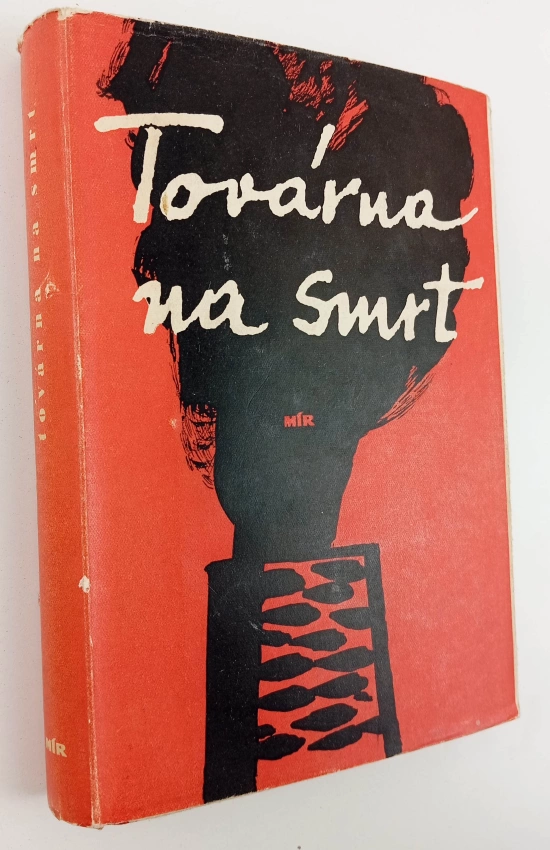 Továrna
na smrt
MÍR
továrna na smrt
MÍR